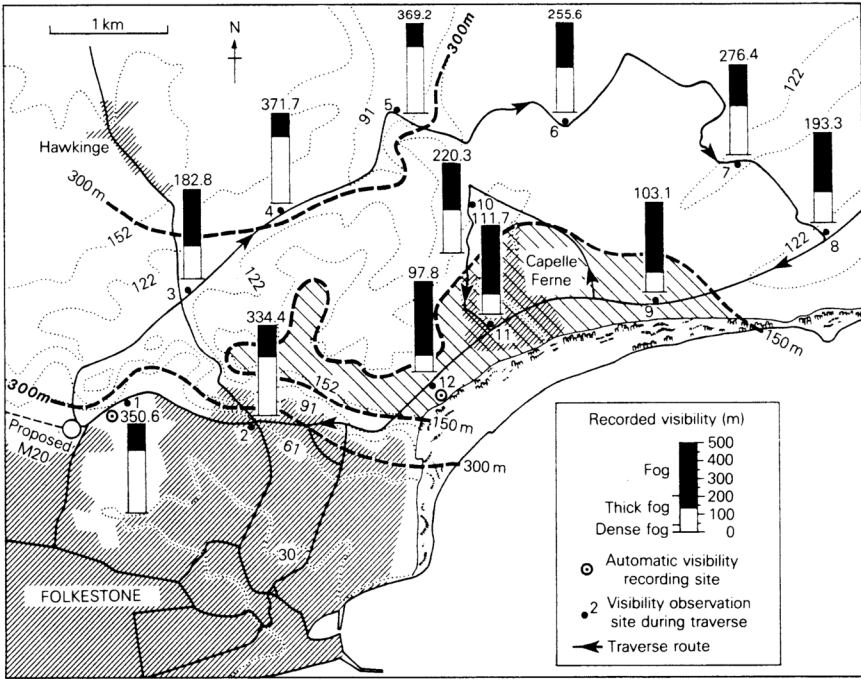 1 km
N
369.2
300m
255.6
276.4
122
371.7
91
5
6
Hawkinge
182.8
220.3
193.3
7
300m
4
10
111.7
103.1
152
122
8
122
3
122
Capelle
Ferne
97.8
9
334.4
11
150m
300m
152
12
1
91
150m
350.6
2
Proposed
M20
61
300m
30
FOLKESTONE
Recorded visibility (m)
500
400
Fog
300
200
Thick fog
100
Dense fog
0
Automatic visibility
recording site
2 Visibility observation
site during traverse
Traverse route